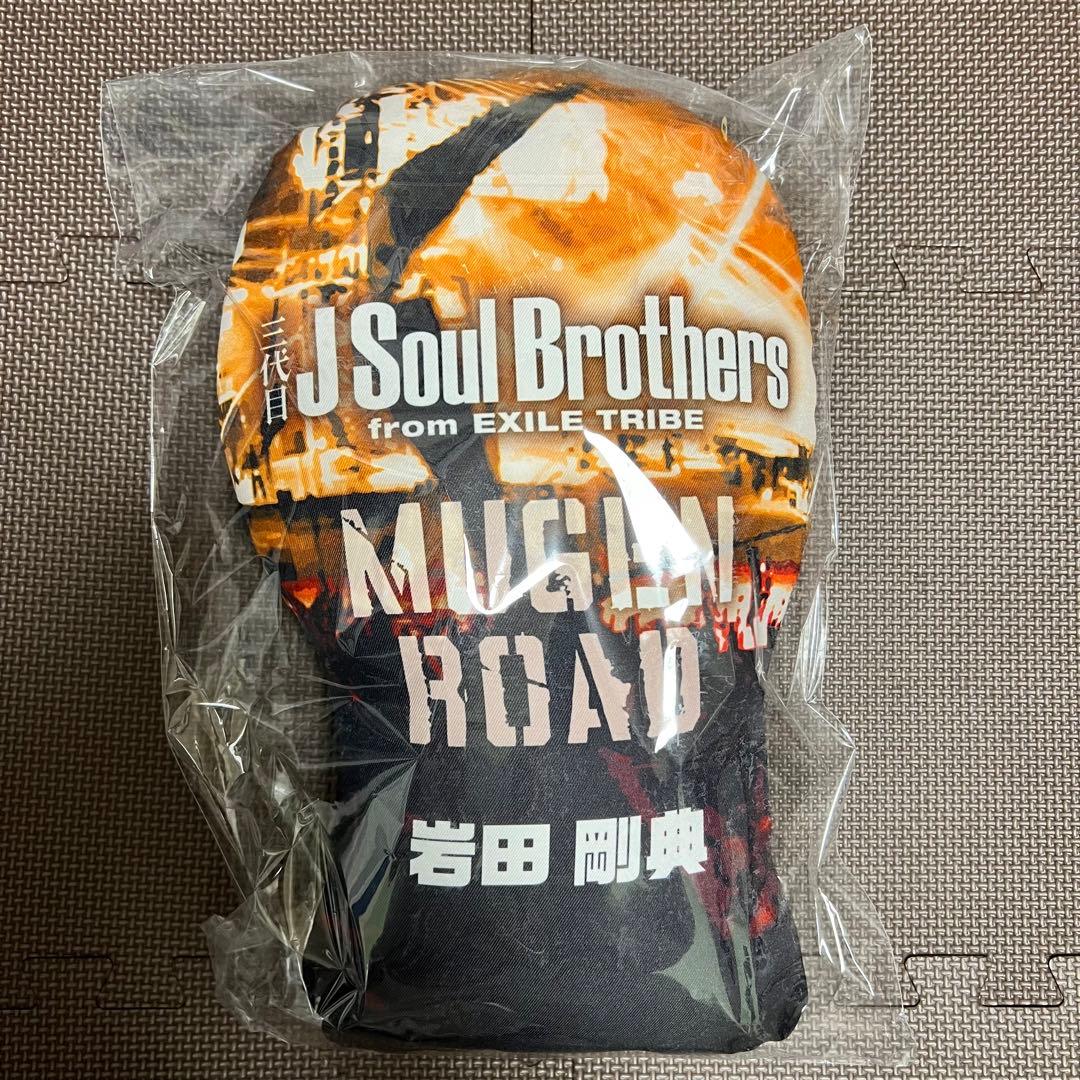 三代目
J Soul Brothers
from EXILE TRIBE
MUGEN
ROAD
岩田 剛典